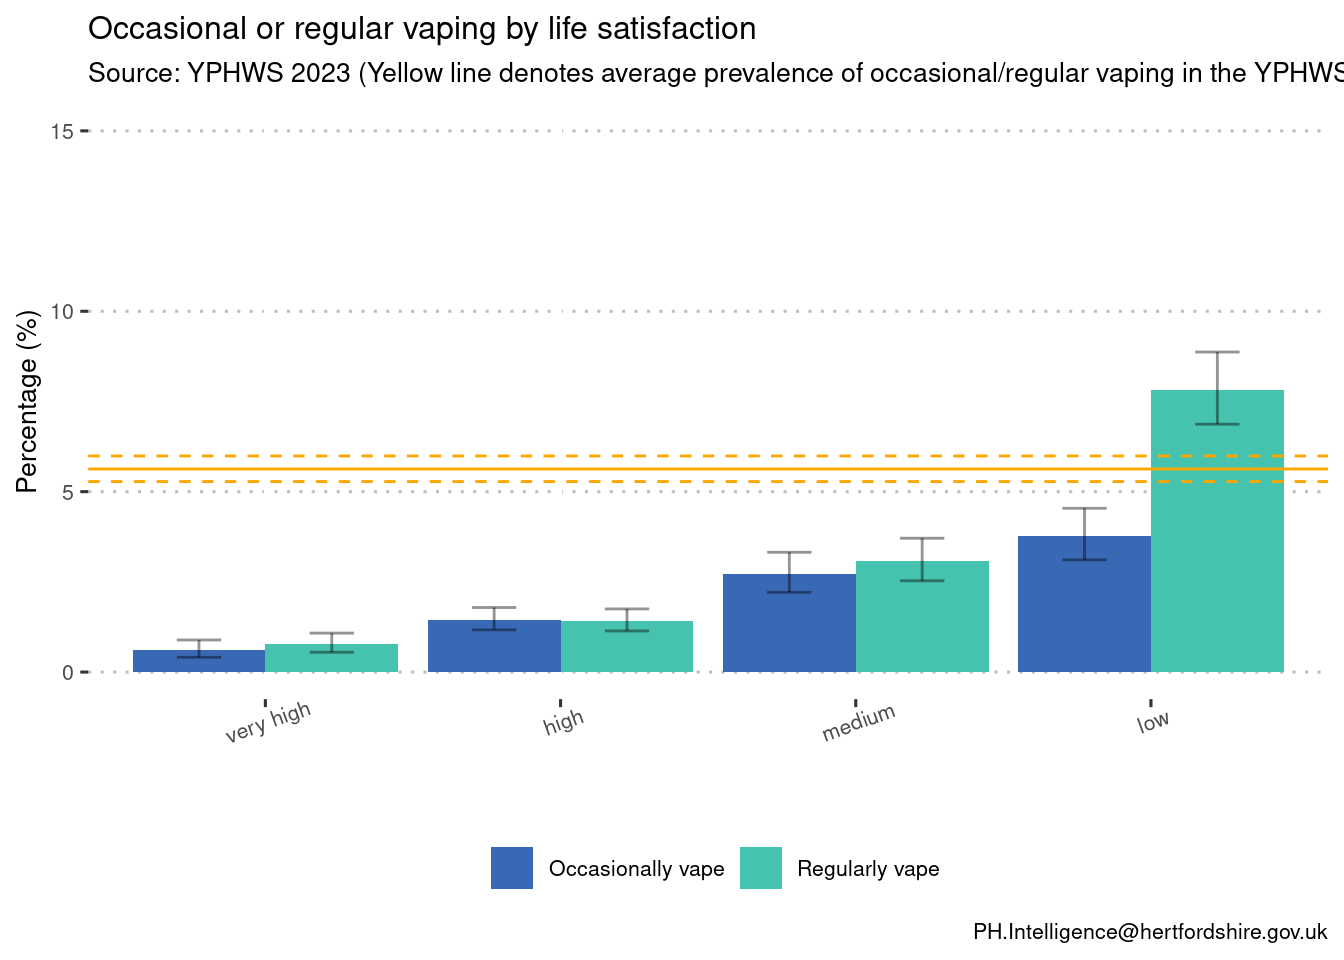 Occasional or regular vaping by life satisfaction
Source: YPHWS 2023 (Yellow line denotes average prevalence of occasional/regular vaping in the YPHWS
15
10
5
0
Percentage (%)
very high
high
medium
low
Occasionally vape
Regularly vape
PH.Intelligence@hertfordshire.gov.uk